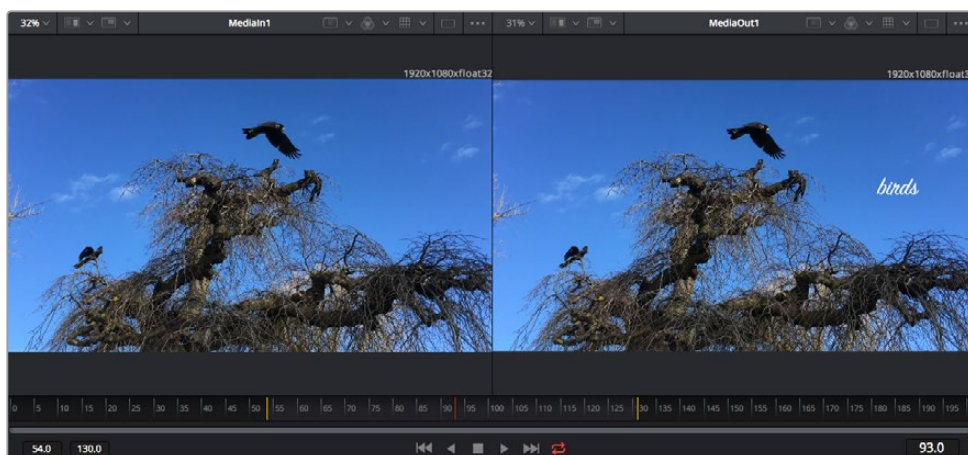 32% MediaIn1
31% MediaOut1
1920x1080xfloat32
1920x1080xfloat32
birds
0 5 10 15 20 25 30 35 40 45 50 55 60 65 70 75 80 85 90 95 100 105 110 115 120 125 130 135 140 145 150 155 160 165 170 175 180 185 190 195
54.0 130.0 93.0